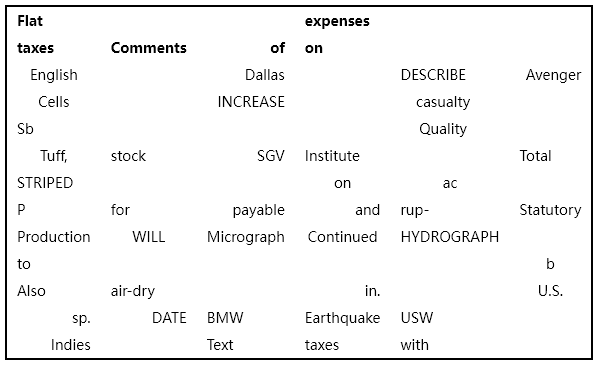 Flat expenses
taxes Comments of on
English Dallas DESCRIBE Avenger
Cells INCREASE casualty
Sb Quality
Tuff, stock SGV Institute Total
STRIPED on ac
P for payable and rup- Statutory
Production WILL Micrograph Continued HYDROGRAPH
to b
Also air-dry in. U.S.
sp. DATE BMW Earthquake USW
Indies Text taxes with